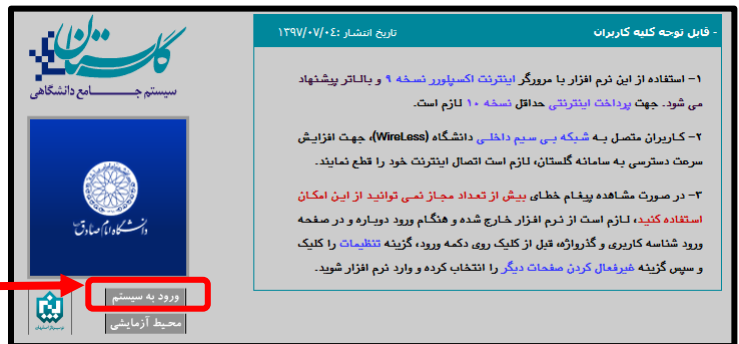 - قابل توجه کلیه کاربران
تاریخ انتشار :۱۳۹۷/۰۷/۰٤
۱- استفاده از این نرم افزار با مرورگر اینترنت اکسپلورر نسخه ۹ و بالاتر پیشنهاد
می شود. جهت پرداخت اینترنتی حداقل نسخه ۱۰ لازم است.
۲- کاربران متصل به شبکه بی سیم داخلی دانشگاه (WireLess)، جهت افزایش
سرعت دسترسی به سامانه گلستان، لازم است اتصال اینترنت خود را قطع نمایند.
۳- در صورت مشاهده پیغام خطای بیش از تعداد مجاز نمی توانید از این امکان
استفاده کنید، لازم است از نرم افزار خارج شده و هنگام ورود دوباره و در صفحه
ورود شناسه کاربری و گذرواژه، قبل از کلیک روی دکمه ورود، گزینه تنظیمات را کلیک
و سپس گزینه غیرفعال کردن صفحات دیگر را انتخاب کرده و وارد نرم افزار شوید.
گلستان
سیستم جامع دانشگاهی
دانشگاه امام صادق
ورود به سیستم
محیط آزمایشی